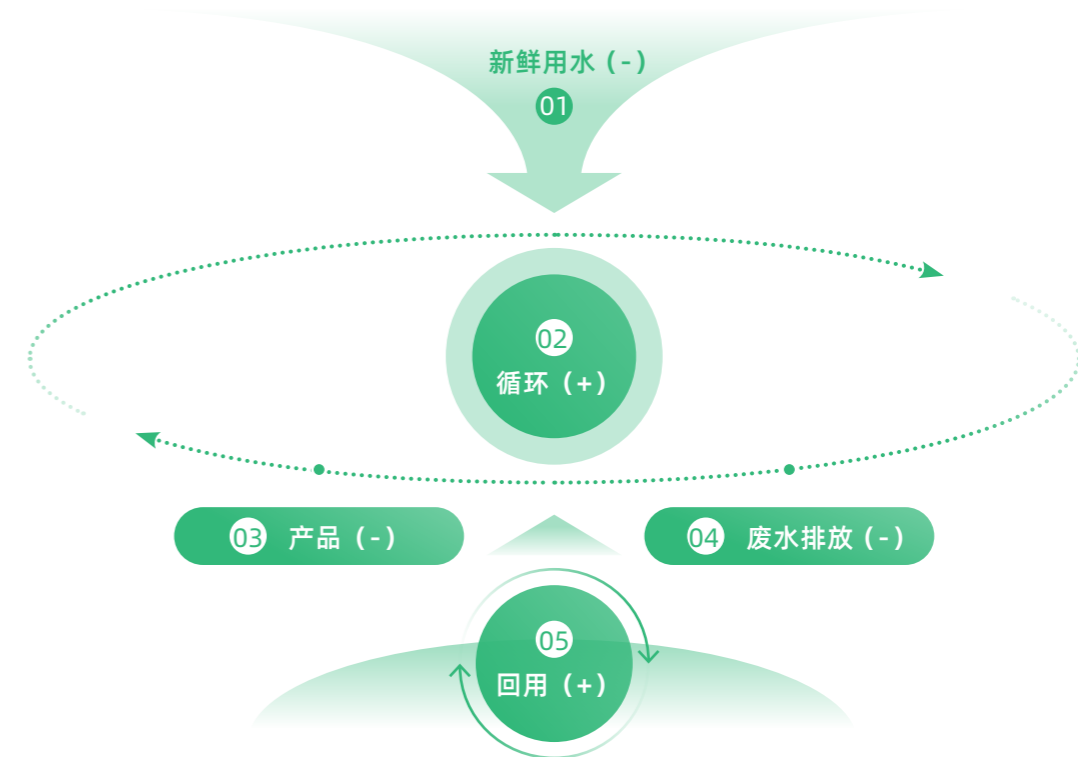 新鲜用水 (-)
01
02
循环 (+)
03 产品 (-)
04 废水排放 (-)
05
回用 (+)